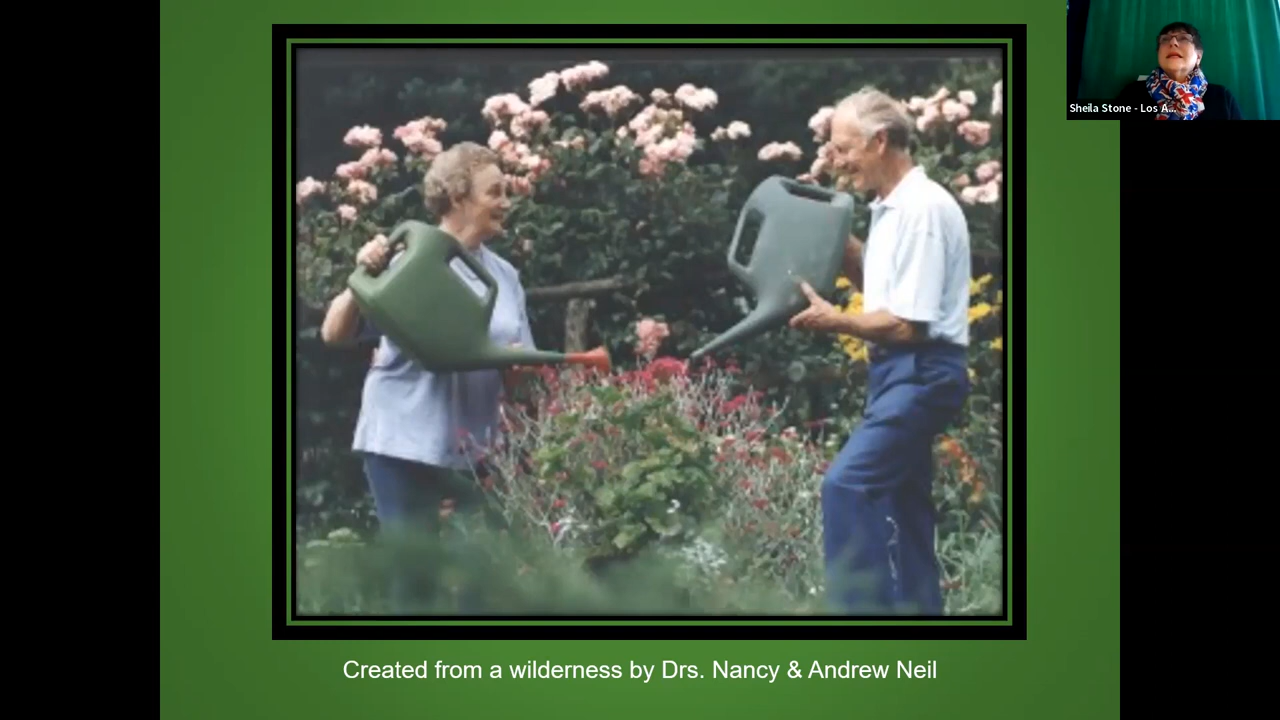 Sheila Stone - Los A...
Created from a wilderness by Drs. Nancy & Andrew Neil